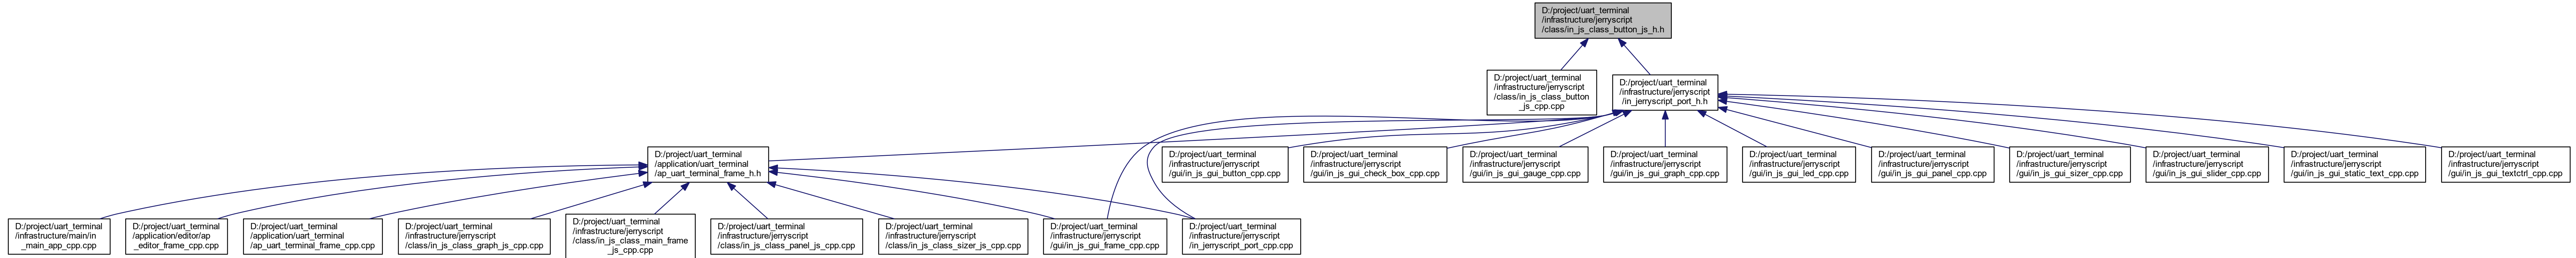 D:/project/uart_terminal
/infrastructure/jerryscript
/class/in_js_class_button_js_h.h
D:/project/uart_terminal
/infrastructure/jerryscript
/class/in_js_class_button
_js_cpp.cpp
D:/project/uart_terminal
/infrastructure/jerryscript
/in_jerryscript_port_h.h
D:/project/uart_terminal
/application/uart_terminal
/ap_uart_terminal_frame_h.h
D:/project/uart_terminal
/infrastructure/jerryscript
/gui/in_js_gui_button_cpp.cpp
D:/project/uart_terminal
/infrastructure/jerryscript
/gui/in_js_gui_check_box_cpp.cpp
D:/project/uart_terminal
/infrastructure/jerryscript
/gui/in_js_gui_gauge_cpp.cpp
D:/project/uart_terminal
/infrastructure/jerryscript
/gui/in_js_gui_graph_cpp.cpp
D:/project/uart_terminal
/infrastructure/jerryscript
/gui/in_js_gui_led_cpp.cpp
D:/project/uart_terminal
/infrastructure/jerryscript
/gui/in_js_gui_panel_cpp.cpp
D:/project/uart_terminal
/infrastructure/jerryscript
/gui/in_js_gui_sizer_cpp.cpp
D:/project/uart_terminal
/infrastructure/jerryscript
/gui/in_js_gui_slider_cpp.cpp
D:/project/uart_terminal
/infrastructure/jerryscript
/gui/in_js_gui_static_text_cpp.cpp
D:/project/uart_terminal
/infrastructure/jerryscript
/gui/in_js_gui_textctrl_cpp.cpp
D:/project/uart_terminal
/infrastructure/main/in
_main_app_cpp.cpp
D:/project/uart_terminal
/application/editor/ap
_editor_frame_cpp.cpp
D:/project/uart_terminal
/application/uart_terminal
/ap_uart_terminal_frame_cpp.cpp
D:/project/uart_terminal
/infrastructure/jerryscript
/class/in_js_class_graph_js_cpp.cpp
D:/project/uart_terminal
/infrastructure/jerryscript
/class/in_js_class_main_frame
_js_cpp.cpp
D:/project/uart_terminal
/infrastructure/jerryscript
/class/in_js_class_panel_js_cpp.cpp
D:/project/uart_terminal
/infrastructure/jerryscript
/class/in_js_class_sizer_js_cpp.cpp
D:/project/uart_terminal
/infrastructure/jerryscript
/gui/in_js_gui_frame_cpp.cpp
D:/project/uart_terminal
/infrastructure/jerryscript
/in_jerryscript_port_cpp.cpp